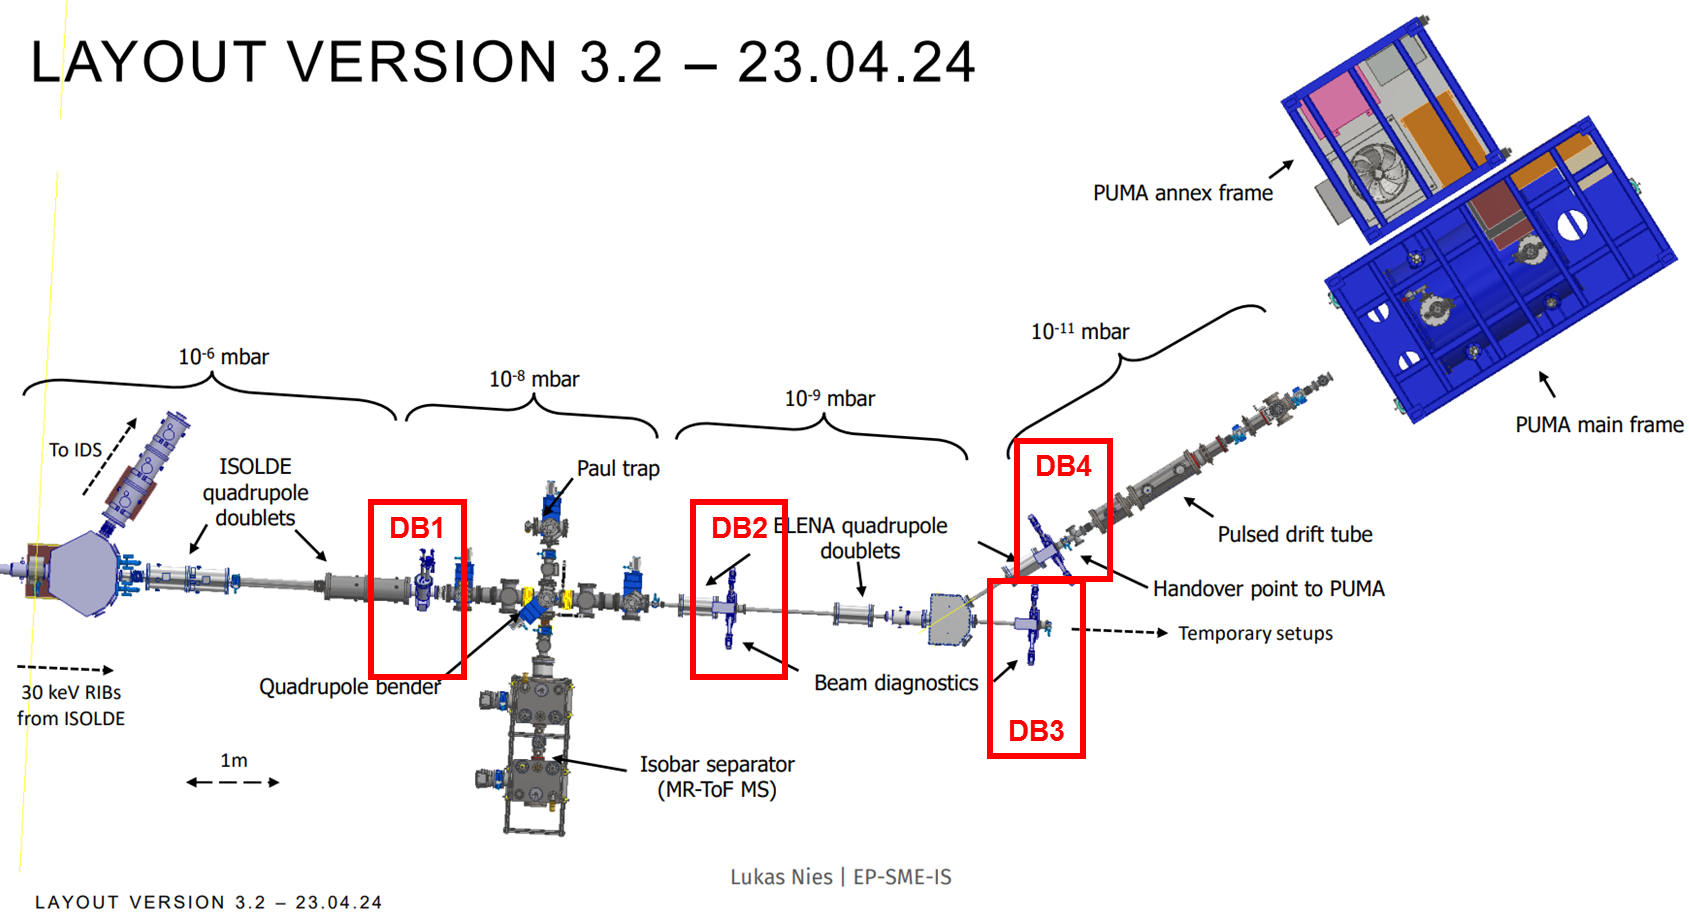 LAYOUT VERSION 3.2 – 23.04.24
PUMA annex frame
PUMA main frame
10-11 mbar
10-6 mbar
10-8 mbar
10-9 mbar
To IDS
ISOLDE
quadrupole
doublets
Paul trap
DB1
DB2
ELENA quadrupole
doublets
DB4
Pulsed drift tube
Handover point to PUMA
Temporary setups
30 keV RIBs
from ISOLDE
Quadrupole bender
Beam diagnostics
DB3
1m
Isobar separator
(MR-ToF MS)
Lukas Nies | EP-SME-IS
LAYOUT VERSION 3.2 – 23.04.24